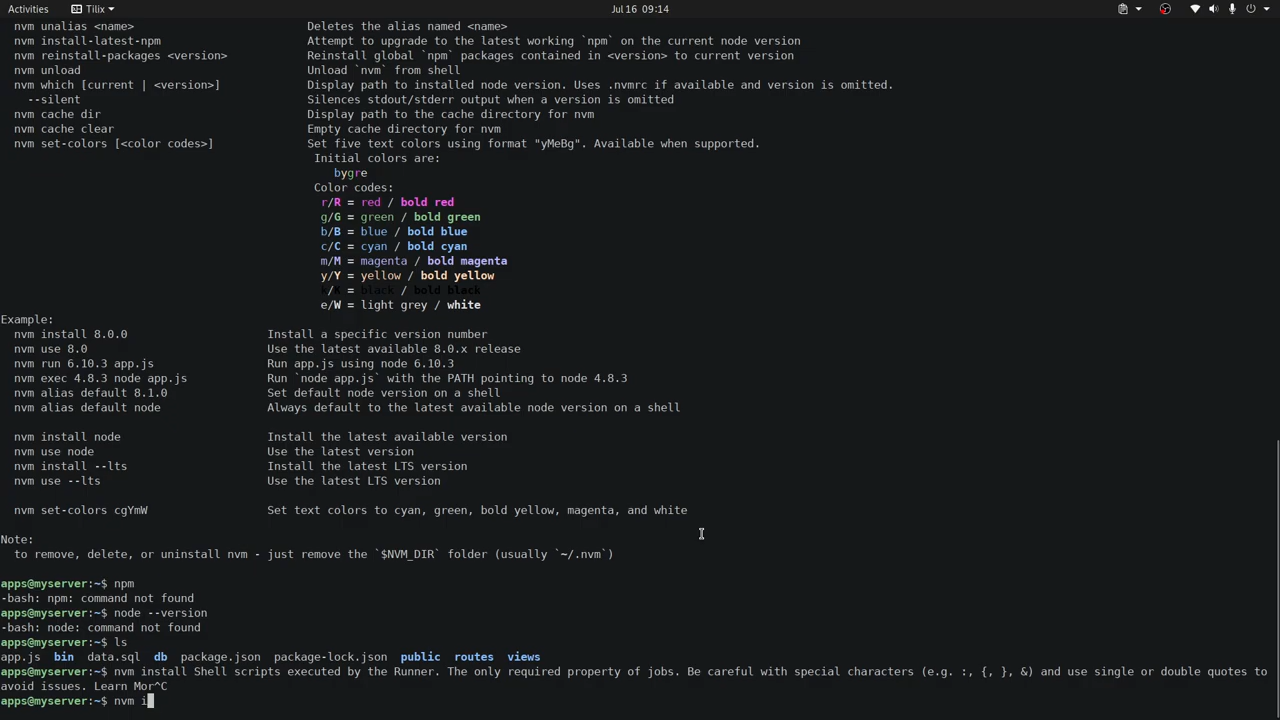 Activities Tilix Jul 16 09:14
nvm unalias <name> Deletes the alias named <name>
nvm install-latest-npm Attempt to upgrade to the latest working `npm` on the current node version
nvm reinstall-packages <version> Reinstall global `npm` packages contained in <version> to current version
nvm unload Unload `nvm` from shell
nvm which [current | <version>] Display path to installed node version. Uses .nvmrc if available and version is omitted.
--silent Silences stdout/stderr output when a version is omitted
nvm cache dir Display path to the cache directory for nvm
nvm cache clear Empty cache directory for nvm
nvm set-colors [<color codes>] Set five text colors using format "yMeBg". Available when supported.
Initial colors are:
bygre
Color codes:
r/R = red / bold red
g/G = green / bold green
b/B = blue / bold blue
c/C = cyan / bold cyan
m/M = magenta / bold magenta
y/Y = yellow / bold yellow
k/K = black / bold black
e/W = light grey / white
Example:
nvm install 8.0.0 Install a specific version number
nvm use 8.0 Use the latest available 8.0.x release
nvm run 6.10.3 app.js Run app.js using node 6.10.3
nvm exec 4.8.3 node app.js Run `node app.js` with the PATH pointing to node 4.8.3
nvm alias default 8.1.0 Set default node version on a shell
nvm alias default node Always default to the latest available node version on a shell
nvm install node Install the latest available version
nvm use node Use the latest version
nvm install --lts Install the latest LTS version
nvm use --lts Use the latest LTS version
nvm set-colors cgYmW Set text colors to cyan, green, bold yellow, magenta, and white
Note:
to remove, delete, or uninstall nvm - just remove the `$NVM_DIR` folder (usually `~/.nvm`)
apps@myserver:~$ npm
-bash: npm: command not found
apps@myserver:~$ node --version
-bash: node: command not found
apps@myserver:~$ ls
app.js bin data.sql db package.json package-lock.json public routes views
apps@myserver:~$ nvm install Shell scripts executed by the Runner. The only required property of jobs. Be careful with special characters (e.g. :, {, }, &) and use single or double quotes to
avoid issues. Learn Mor^C
apps@myserver:~$ nvm i